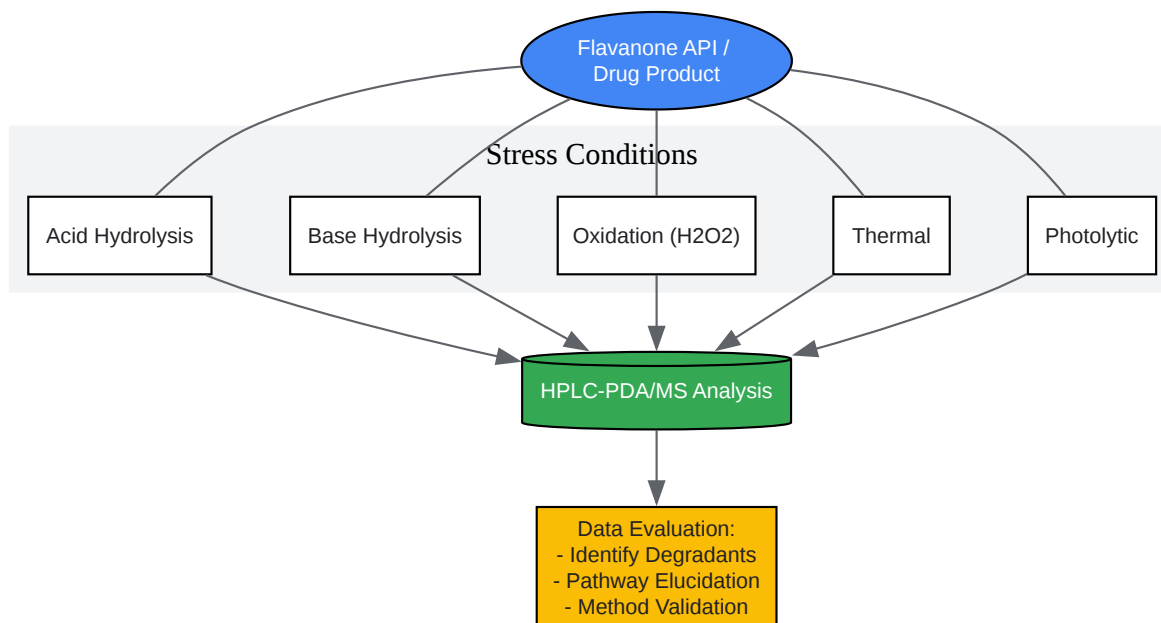 Flavanone API /
Drug Product
Stress Conditions
Acid Hydrolysis
Base Hydrolysis
Oxidation (H2O2)
Thermal
Photolytic
HPLC-PDA/MS Analysis
Data Evaluation:
- Identify Degradants
- Pathway Elucidation
- Method Validation